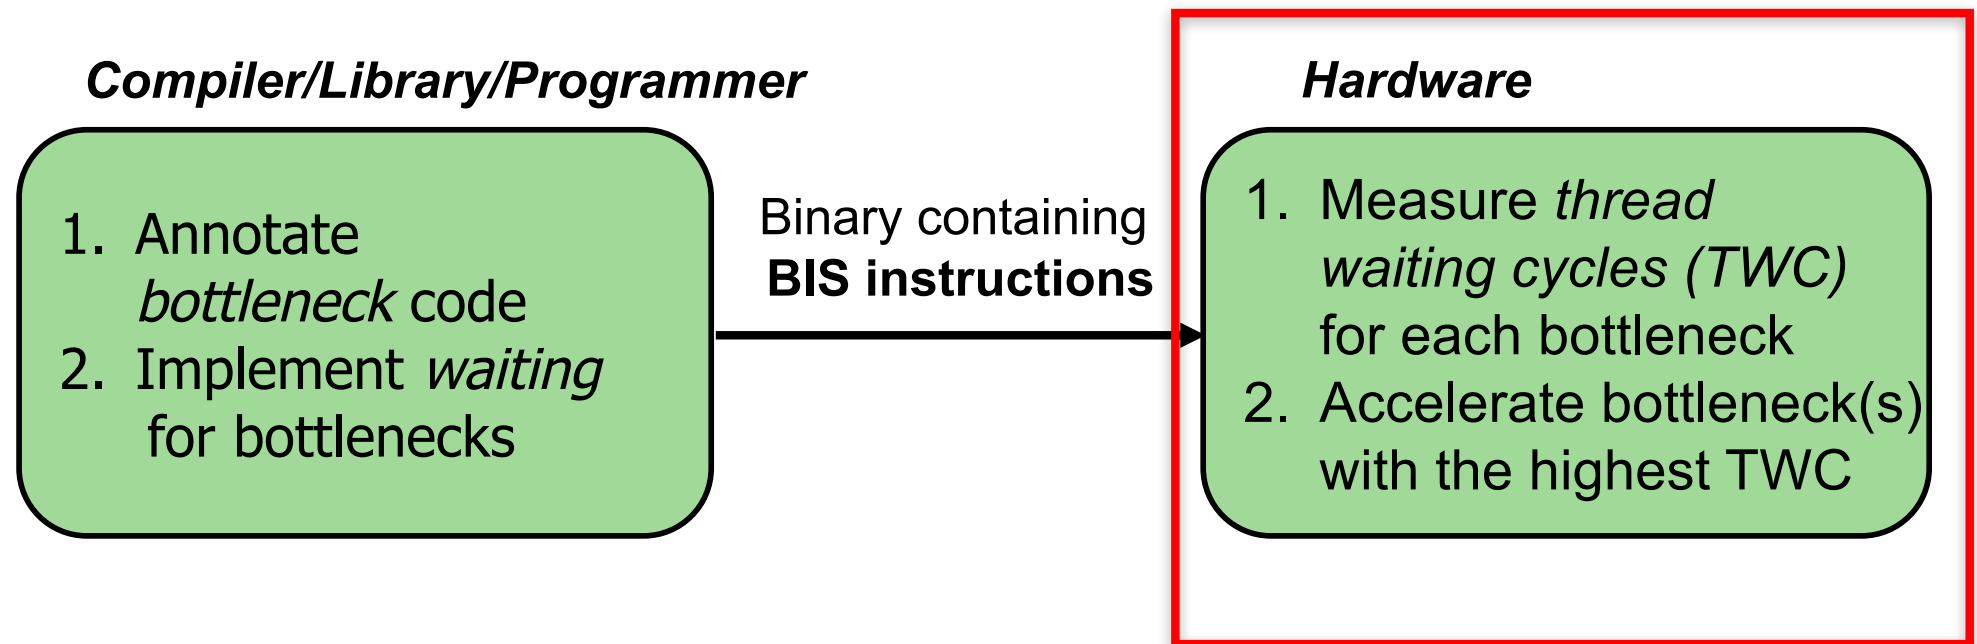 Compiler/Library/Programmer
1. Annotate
bottleneck code
2. Implement waiting
for bottlenecks
Binary containing
BIS instructions
Hardware
1. Measure thread
waiting cycles (TWC)
for each bottleneck
2. Accelerate bottleneck(s)
with the highest TWC